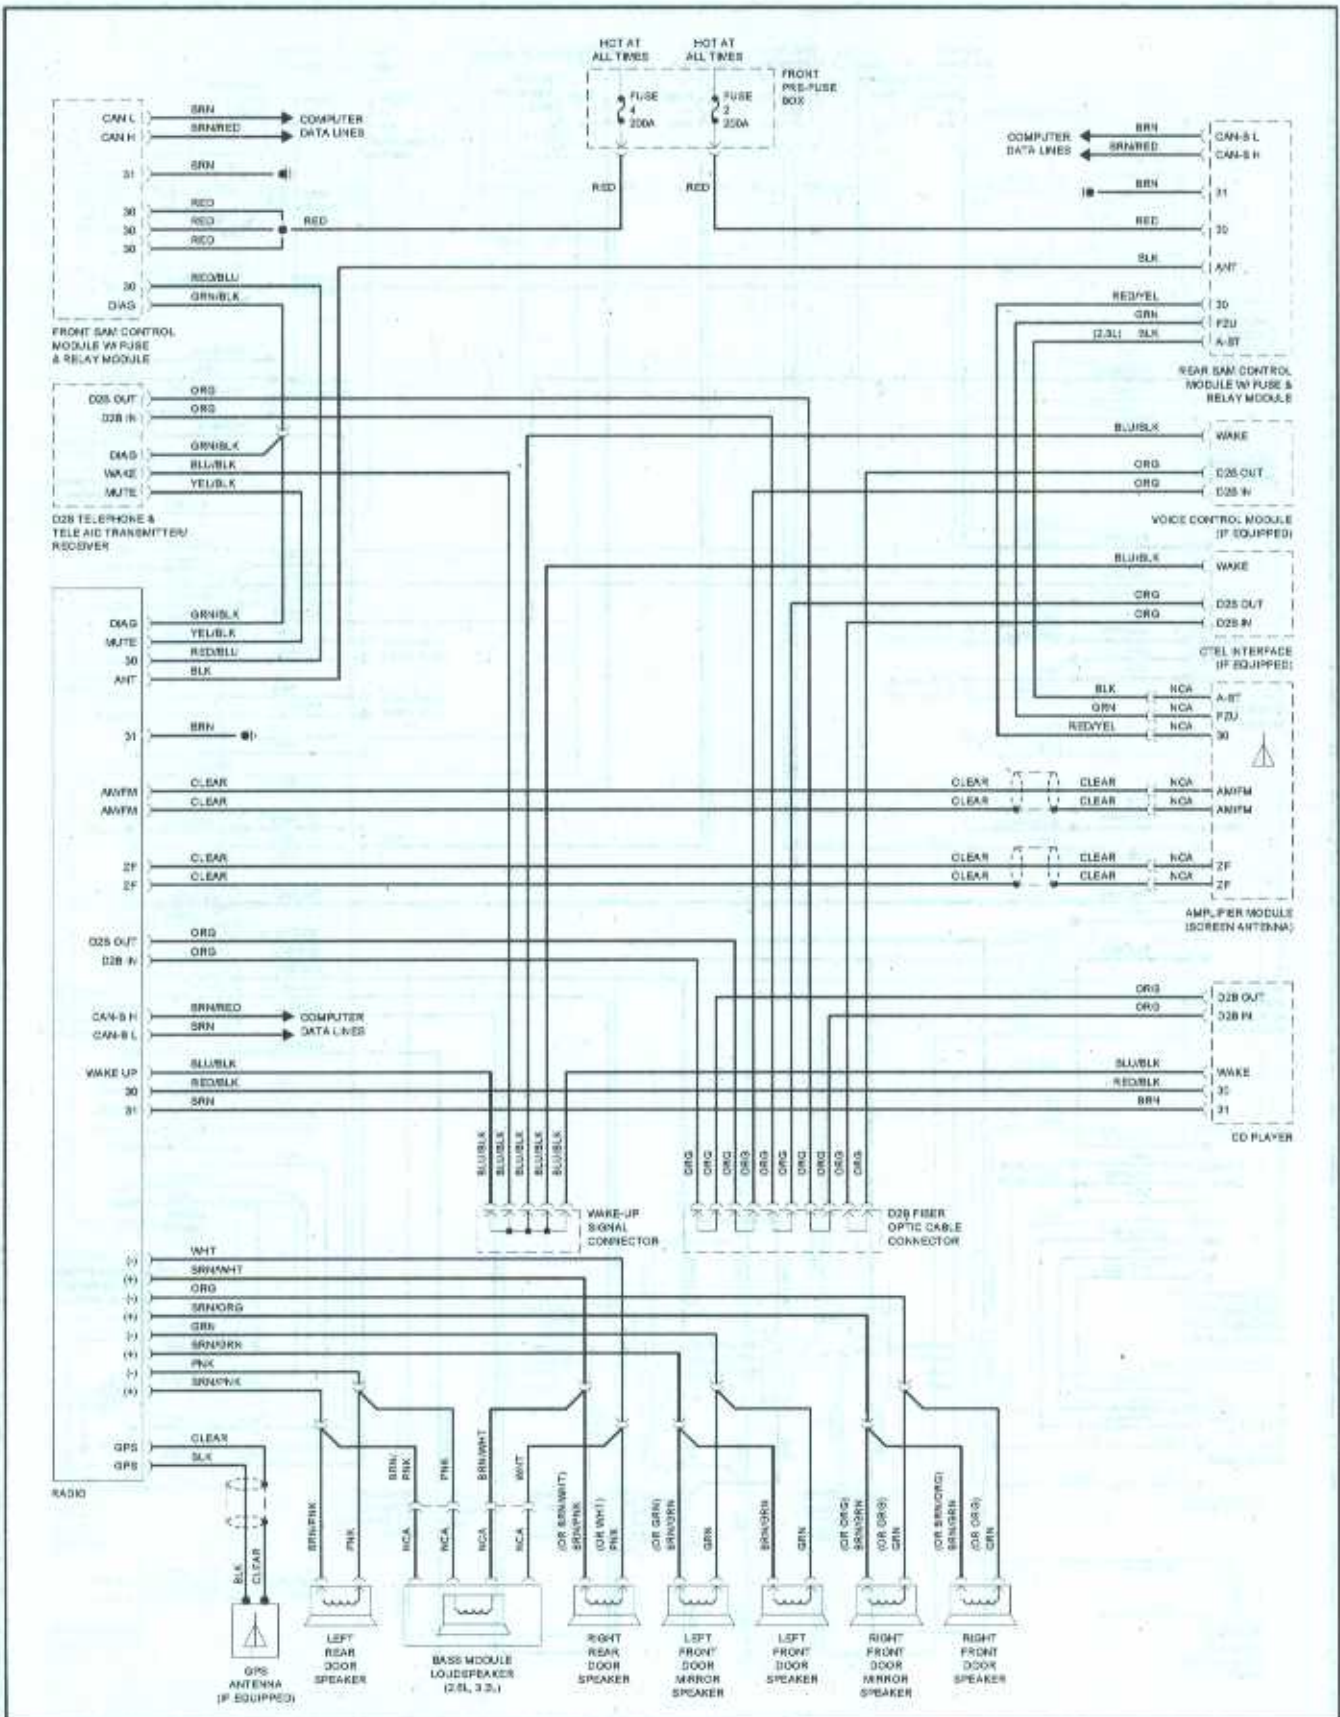 HOT AT
ALL TIMES
HOT AT
ALL TIMES
FRONT
PRE-FUSE
BOX
FUSE
4
200A
FUSE
2
200A
RED
RED
CAN L
BRN
CAN H
BRN/RED
COMPUTER
DATA LINES
31
BRN
30
RED
30
RED
RED
30
RED
30
RED/BLU
DIAG
GRN/BLK
FRONT SAM CONTROL
MODULE W/ FUSE
& RELAY MODULE
COMPUTER
DATA LINES
BRN
CAN-B L
BRN/RED
CAN-B H
BRN
31
RED
30
BLK
ANT
RED/YEL
30
GRN
FZU
(2.3L) BLK
A-BT
REAR SAM CONTROL
MODULE W/ FUSE &
RELAY MODULE
D2B OUT
ORG
D2B IN
ORG
DIAG
GRN/BLK
WAKE
BLU/BLK
MUTE
YEL/BLK
D2B TELEPHONE &
TELE AID TRANSMITTER/
RECEIVER
BLU/BLK
WAKE
ORG
D2B OUT
ORG
D2B IN
VOICE CONTROL MODULE
(IF EQUIPPED)
BLU/BLK
WAKE
ORG
D2B OUT
ORG
D2B IN
CTEL INTERFACE
(IF EQUIPPED)
DIAG
GRN/BLK
MUTE
YEL/BLK
30
RED/BLU
ANT
BLK
31
BRN
BLK
NCA
A-BT
GRN
NCA
FZU
RED/YEL
NCA
30
AM/FM
CLEAR
CLEAR
CLEAR
NCA
AM/FM
AM/FM
CLEAR
CLEAR
CLEAR
NCA
AM/FM
ZF
CLEAR
CLEAR
CLEAR
NCA
ZF
ZF
CLEAR
CLEAR
CLEAR
NCA
ZF
AMPLIFIER MODULE
(SCREEN ANTENNA)
D2B OUT
ORG
D2B IN
ORG
CAN-B H
BRN/RED
CAN-B L
BRN
COMPUTER
DATA LINES
WAKE UP
BLU/BLK
30
RED/BLK
31
BRN
ORG
D2B OUT
ORG
D2B IN
BLU/BLK
WAKE
RED/BLK
30
BRN
31
CD PLAYER
BLU/BLK
BLU/BLK
BLU/BLK
BLU/BLK
BLU/BLK
ORG
ORG
ORG
ORG
ORG
ORG
ORG
ORG
ORG
ORG
WAKE-UP
SIGNAL
CONNECTOR
D2B FIBER
OPTIC CABLE
CONNECTOR
(-)
WHT
(+)
BRN/WHT
(-)
ORG
(+)
BRN/ORG
(-)
GRN
(+)
BRN/GRN
(-)
PNK
(+)
BRN/PNK
GPS
CLEAR
GPS
BLK
RADIO
BLK
CLEAR
BRN/PNK
PNK
BRN/
PNK
PNK
BRN/WHT
WHT
NCA
NCA
NCA
NCA
(OR BRN/WHT)
BRN/PNK
(OR WHT)
PNK
(OR GRN)
BRN/GRN
GRN
BRN/GRN
GRN
(OR ORG)
BRN/GRN
(OR ORG)
GRN
(OR BRN/ORG)
BRN/GRN
(OR ORG)
GRN
GPS
ANTENNA
(IF EQUIPPED)
LEFT
REAR
DOOR
SPEAKER
BASS MODULE
LOUDSPEAKER
(2.6L, 3.2L)
RIGHT
REAR
DOOR
SPEAKER
LEFT
FRONT
DOOR
MIRROR
SPEAKER
LEFT
FRONT
DOOR
SPEAKER
RIGHT
FRONT
DOOR
MIRROR
SPEAKER
RIGHT
FRONT
DOOR
SPEAKER